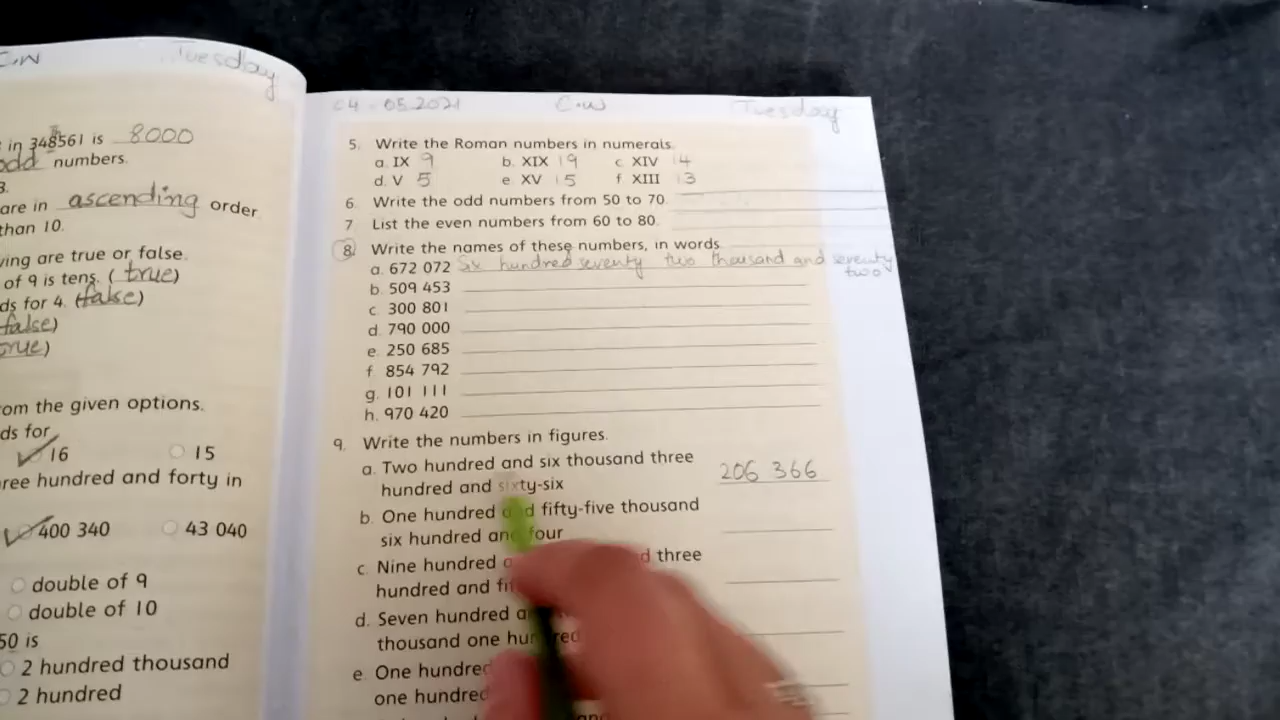 C.W Tuesday
in 348561 is 8000
odd numbers.
3.
are in ascending order
than 10.
ving are true or false.
of 9 is tens. (true)
ds for 4. (false)
false)
true)
om the given options.
ds for
16 15
ree hundred and forty in
400 340 43 040
double of 9
double of 10
50 is
2 hundred thousand
2 hundred
04.05.2021 C.w Tuesday
5. Write the Roman numbers in numerals.
a. IX 9 b. XIX 19 c. XIV 14
d. V 5 e. XV 15 f. XIII 13
6. Write the odd numbers from 50 to 70.
7 List the even numbers from 60 to 80.
8. Write the names of these numbers, in words
a. 672 072 Six hundred seventy two thousand and seventy
two
b. 509 453
c. 300 801
d. 790 000
e. 250 685
f. 854 792
g. 101 111
h. 970 420
9. Write the numbers in figures.
a. Two hundred and six thousand three 206 366
hundred and sixty-six
b. One hundred and fifty-five thousand
six hundred and four
c. Nine hundred three
hundred and
d. Seven hundred
thousand one hundred
e. One hundred
one hundred